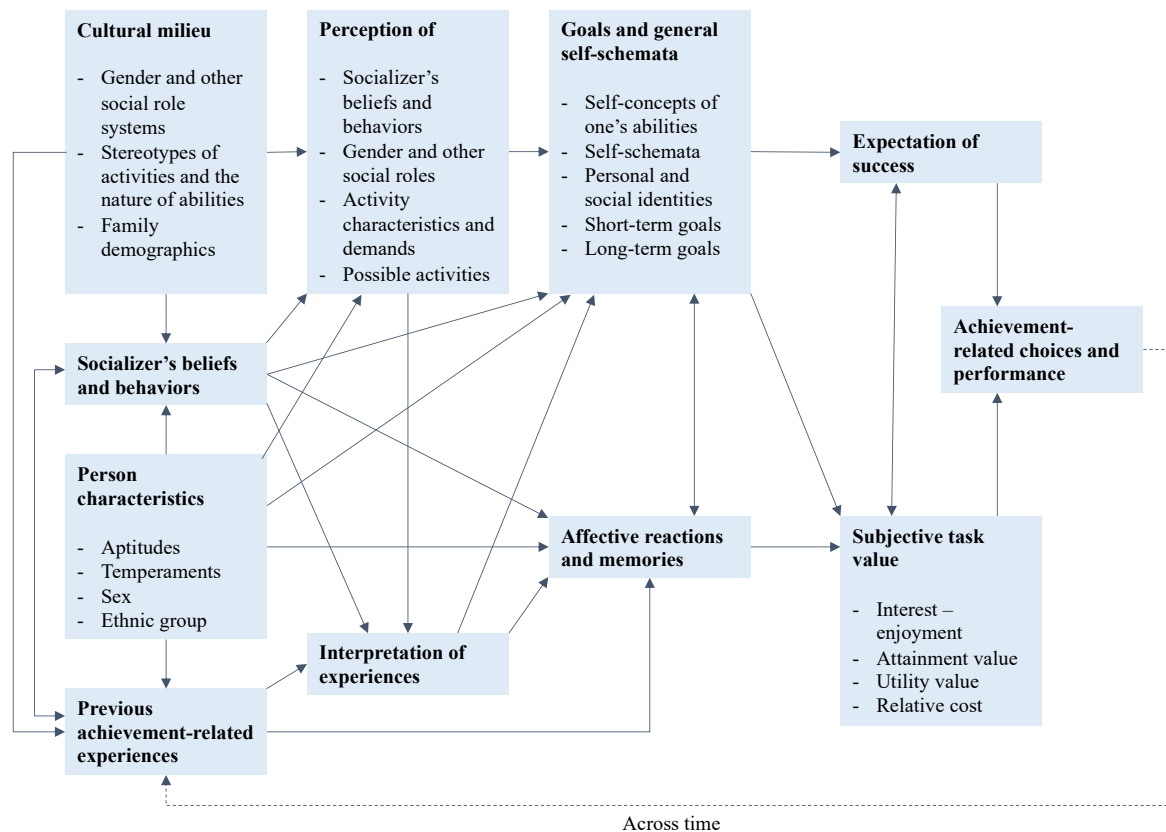 Cultural milieu
- Gender and other
social role
systems
- Stereotypes of
activities and the
nature of abilities
- Family
demographics
Perception of
- Socializer’s
beliefs and
behaviors
- Gender and other
social roles
- Activity
characteristics and
demands
- Possible activities
Goals and general
self-schemata
- Self-concepts of
one’s abilities
- Self-schemata
- Personal and
social identities
- Short-term goals
- Long-term goals
Expectation of
success
Achievement-
related choices and
performance
Socializer’s beliefs
and behaviors
Person
characteristics
- Aptitudes
- Temperaments
- Sex
- Ethnic group
Affective reactions
and memories
Subjective task
value
- Interest –
enjoyment
- Attainment value
- Utility value
- Relative cost
Interpretation of
experiences
Previous
achievement-related
experiences
Across time